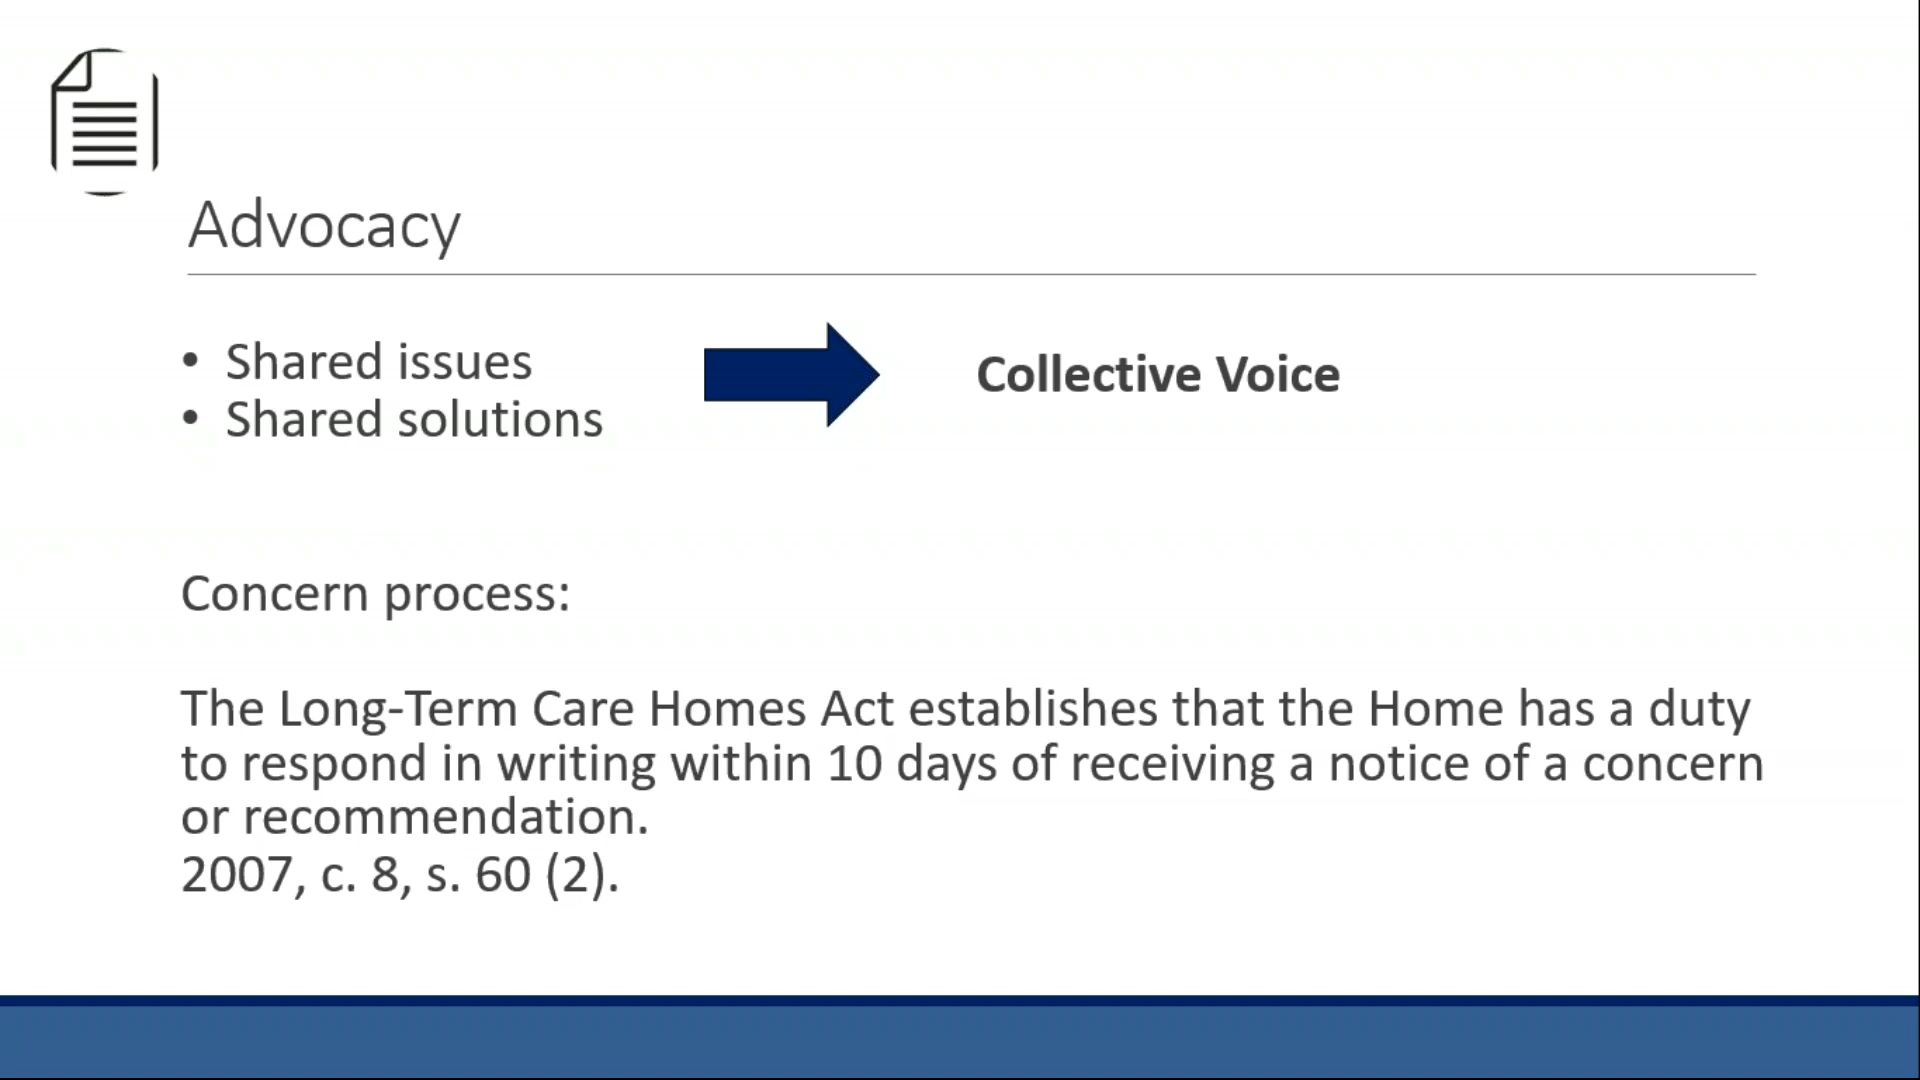 Advocacy
• Shared issues
• Shared solutions
Collective Voice
Concern process:
The Long-Term Care Homes Act establishes that the Home has a duty
to respond in writing within 10 days of receiving a notice of a concern
or recommendation.
2007, c. 8, s. 60 (2).